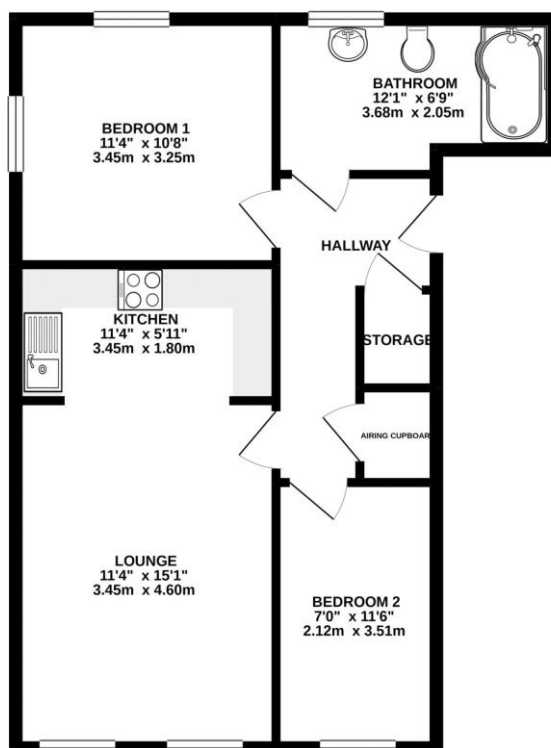 BATHROOM
12'1" x 6'9"
3.68m x 2.05m
BEDROOM 1
11'4" x 10'8"
3.45m x 3.25m
HALLWAY
KITCHEN
11'4" x 5'11"
3.45m x 1.80m
STORAGE
AIRING CUPBOAR
LOUNGE
11'4" x 15'1"
3.45m x 4.60m
BEDROOM 2
7'0" x 11'6"
2.12m x 3.51m